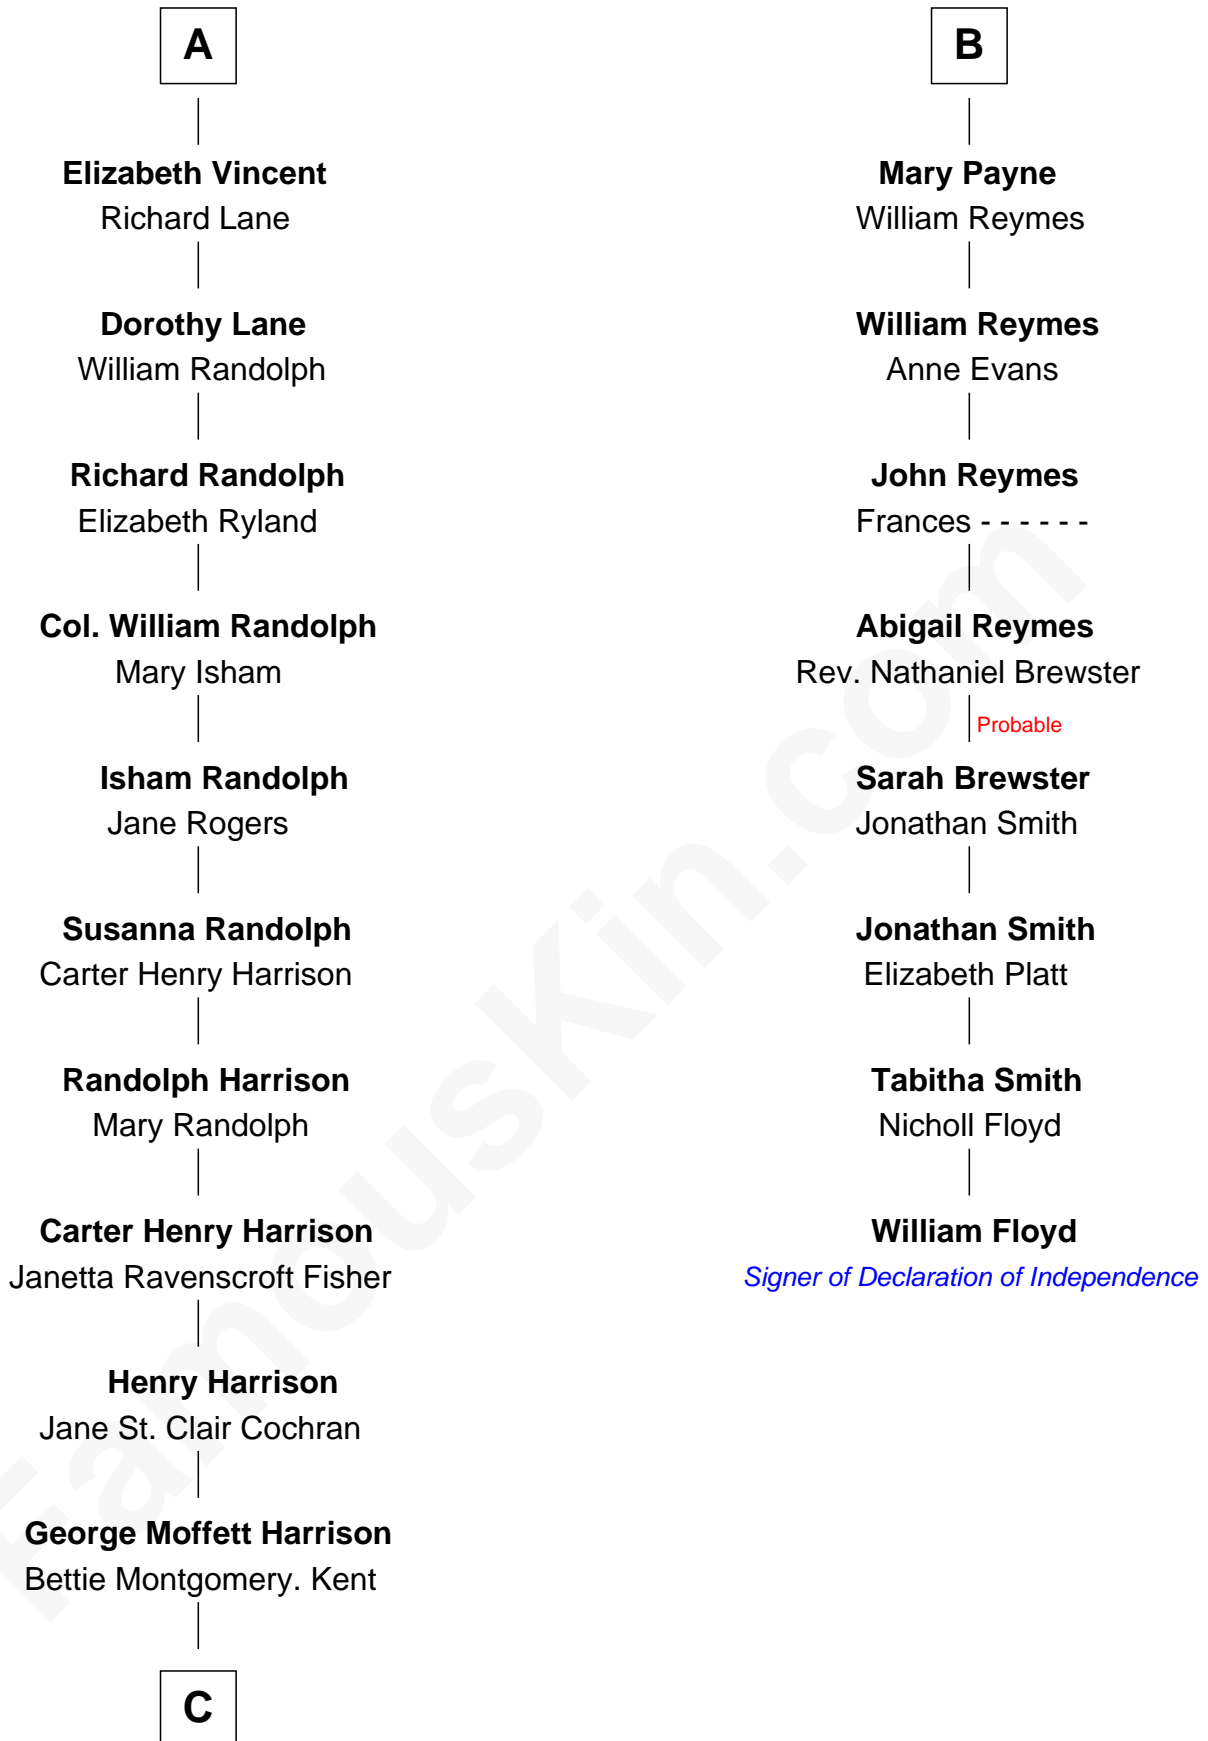 A
Elizabeth Vincent
Richard Lane
Dorothy Lane
William Randolph
Richard Randolph
Elizabeth Ryland
Col. William Randolph
Mary Isham
Isham Randolph
Jane Rogers
Susanna Randolph
Carter Henry Harrison
Randolph Harrison
Mary Randolph
Carter Henry Harrison
Janetta Ravenscroft Fisher
Henry Harrison
Jane St. Clair Cochran
George Moffett Harrison
Bettie Montgomery. Kent
C
B
Mary Payne
William Reymes
William Reymes
Anne Evans
John Reymes
Frances - - - - - -
Abigail Reymes
Rev. Nathaniel Brewster
Probable
Sarah Brewster
Jonathan Smith
Jonathan Smith
Elizabeth Platt
Tabitha Smith
Nicholl Floyd
William Floyd
Signer of Declaration of Independence
FamousKin.com